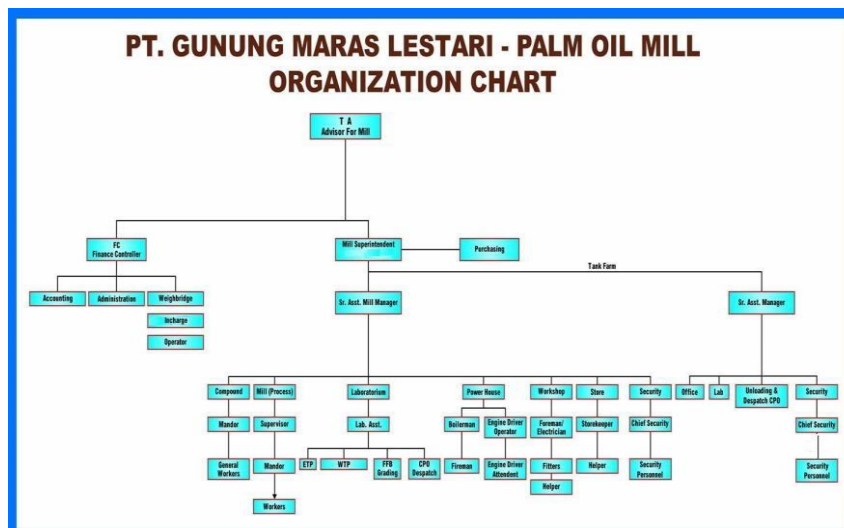 PT. GUNUNG MARAS LESTARI - PALM OIL MILL
ORGANIZATION CHART
T A
Advisor For Mill
FC
Finance Controller
Mill Superintendent
Purchasing
Tank Farm
Accounting
Administration
Weighbridge
Incharge
Operator
Sr. Asst. Mill Manager
Sr. Asst. Manager
Compound
Mill (Process)
Laboratorium
Power House
Workshop
Store
Security
Office
Lab
Unloading &
Despatch CPO
Security
Mandor
Supervisor
Lab. Asst.
Boilerman
Engine Driver
Operator
Foreman/
Electrician
Storekeeper
Chief Security
Chief Security
General
Workers
Mandor
ETP
WTP
FFB
Grading
CPO
Despatch
Fireman
Engine Driver
Attendent
Fitters
Helper
Security
Personnel
Security
Personnel
Helper
Workers